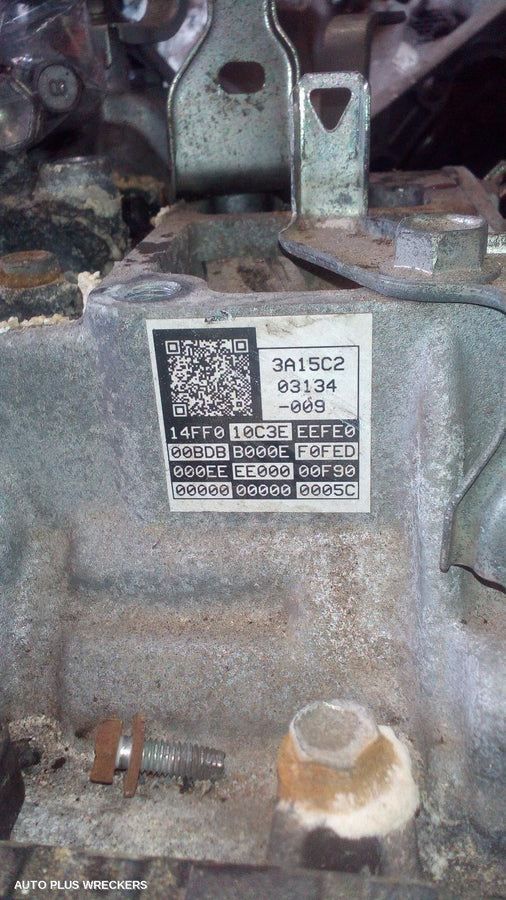 3A15C2
03134
-009
14FF0 10C3E EEFE0
00BDB B000E F0FED
000EE EE000 00F90
00000 00000 0005C
AUTO PLUS WRECKERS